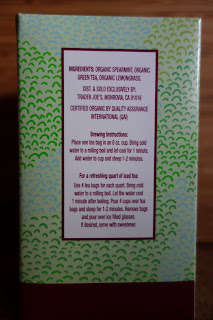 INGREDIENTS: ORGANIC SPEARMINT, ORGANIC
GREEN TEA, ORGANIC LEMONGRASS.
DIST. & SOLD EXCLUSIVELY BY:
TRADER JOE'S, MONROVIA, CA 91016
CERTIFIED ORGANIC BY QUALITY ASSURANCE
INTERNATIONAL (QAI)
Brewing Instructions:
Place one tea bag in an 8 oz. cup. Bring cold
water to a rolling boil and let cool for 1 minute.
Add water to cup and steep 1-2 minutes.
For a refreshing quart of iced tea:
Use 4 tea bags for each quart. Bring cold
water to a rolling boil. Let the water cool
1 minute after boiling. Pour 4 cups over tea
bags and steep for 1-2 minutes. Remove bags
and pour over ice filled glasses.
If desired, serve with sweetener.